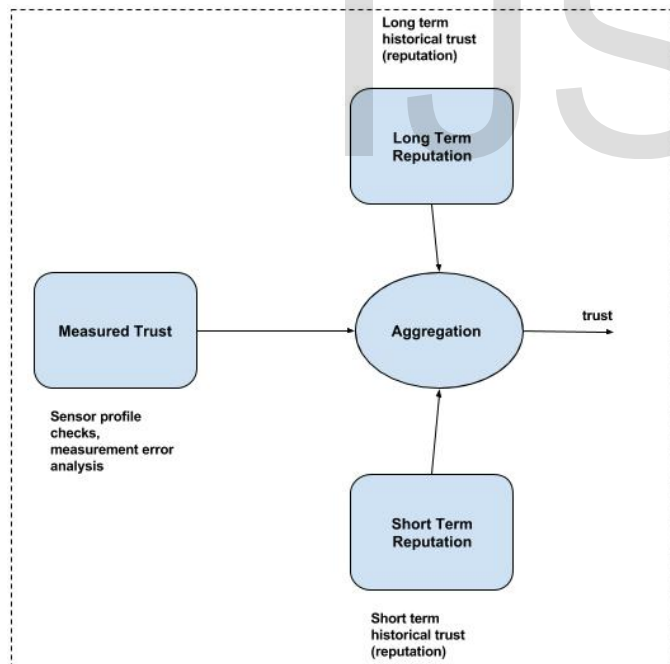 Long term
historical trust
(reputation)
Long Term
Reputation
Measured Trust
Aggregation
trust
Sensor profile
checks,
measurement error
analysis
Short Term
Reputation
Short term
historical trust
(reputation)